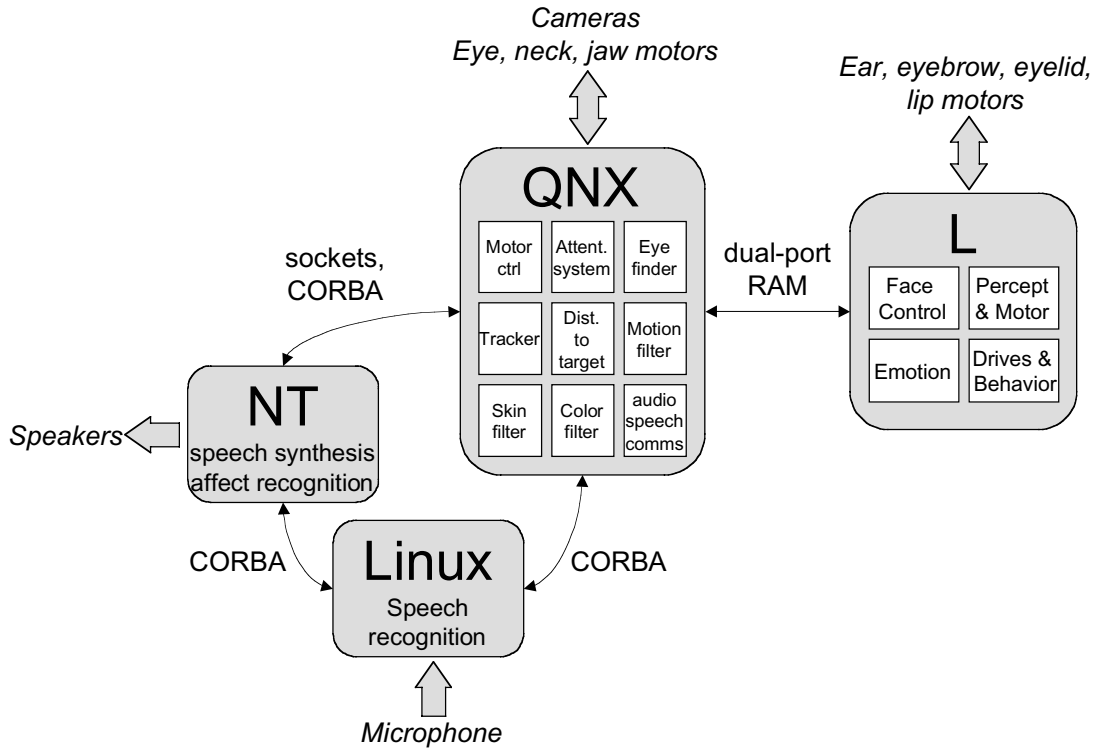 Cameras
Eye, neck, jaw motors
Ear, eyebrow, eyelid,
lip motors
QNX
Motor
ctrl
Attent.
system
Eye
finder
Tracker
Dist.
to
target
Motion
filter
Skin
filter
Color
filter
audio
speech
comms
sockets,
CORBA
dual-port
RAM
L
Face
Control
Percept
& Motor
Emotion
Drives &
Behavior
NT
speech synthesis
affect recognition
Speakers
CORBA
Linux
Speech
recognition
CORBA
Microphone